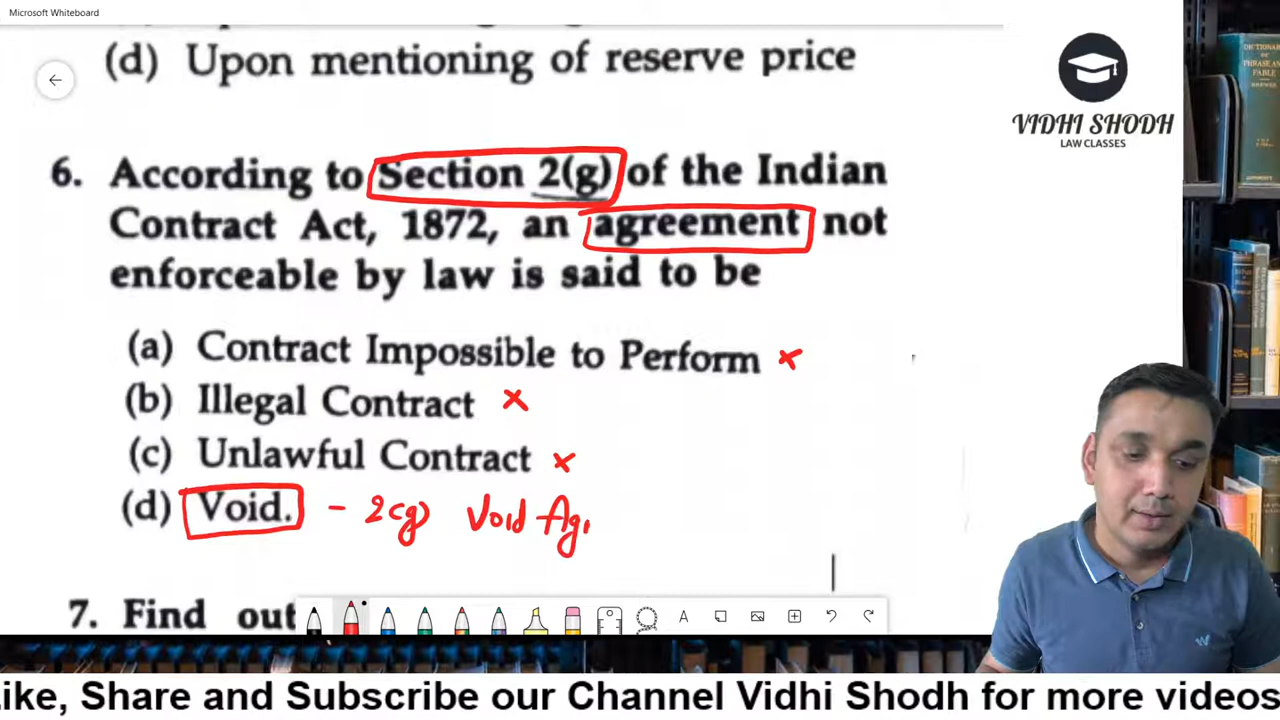 Microsoft Whiteboard
(d) Upon mentioning of reserve price
VIDHI SHODH
LAW CLASSES
6. According to Section 2(g) of the Indian
Contract Act, 1872, an agreement not
enforceable by law is said to be
(a) Contract Impossible to Perform ×
(b) Illegal Contract ×
(c) Unlawful Contract ×
(d) Void. - 2(g) Void Agr
7. Find out
Like, Share and Subscribe our Channel Vidhi Shodh for more videos